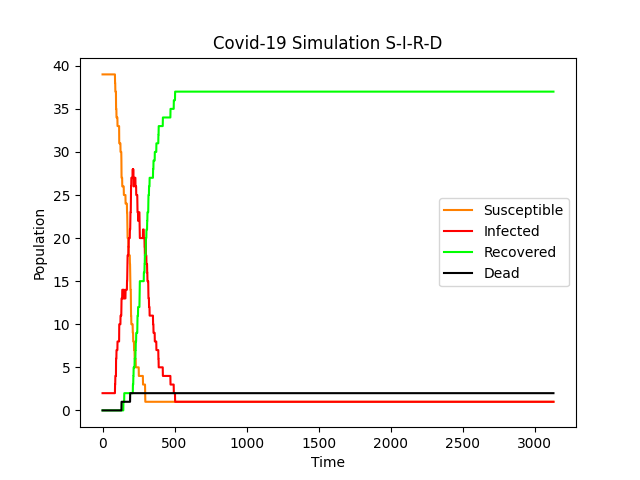 Covid-19 Simulation S-I-R-D
40
35
30
25
20
15
10
5
0
Population
Susceptible
Infected
Recovered
Dead
0 500 1000 1500 2000 2500 3000
Time